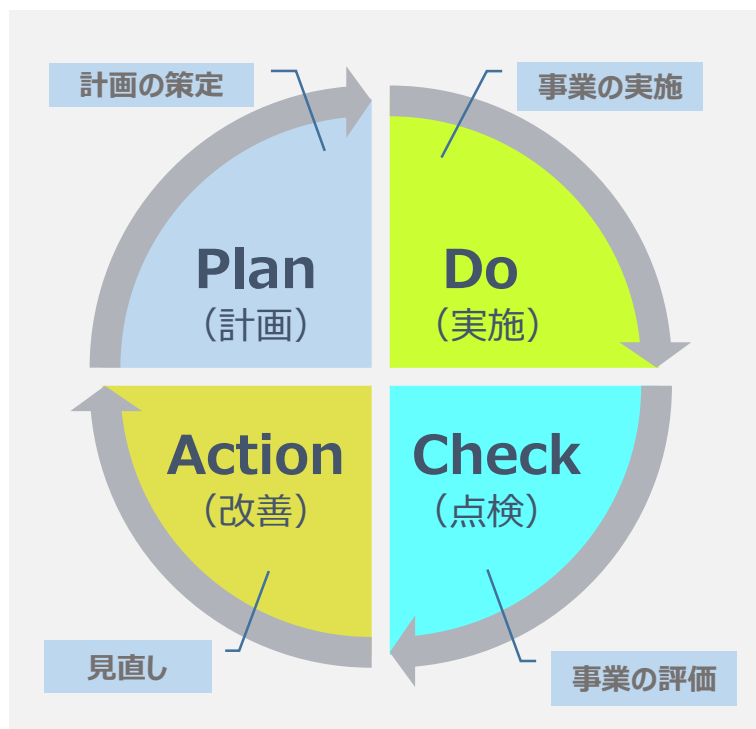 計画の策定
事業の実施
Plan
（計画）
Do
（実施）
Action
（改善）
Check
（点検）
見直し
事業の評価